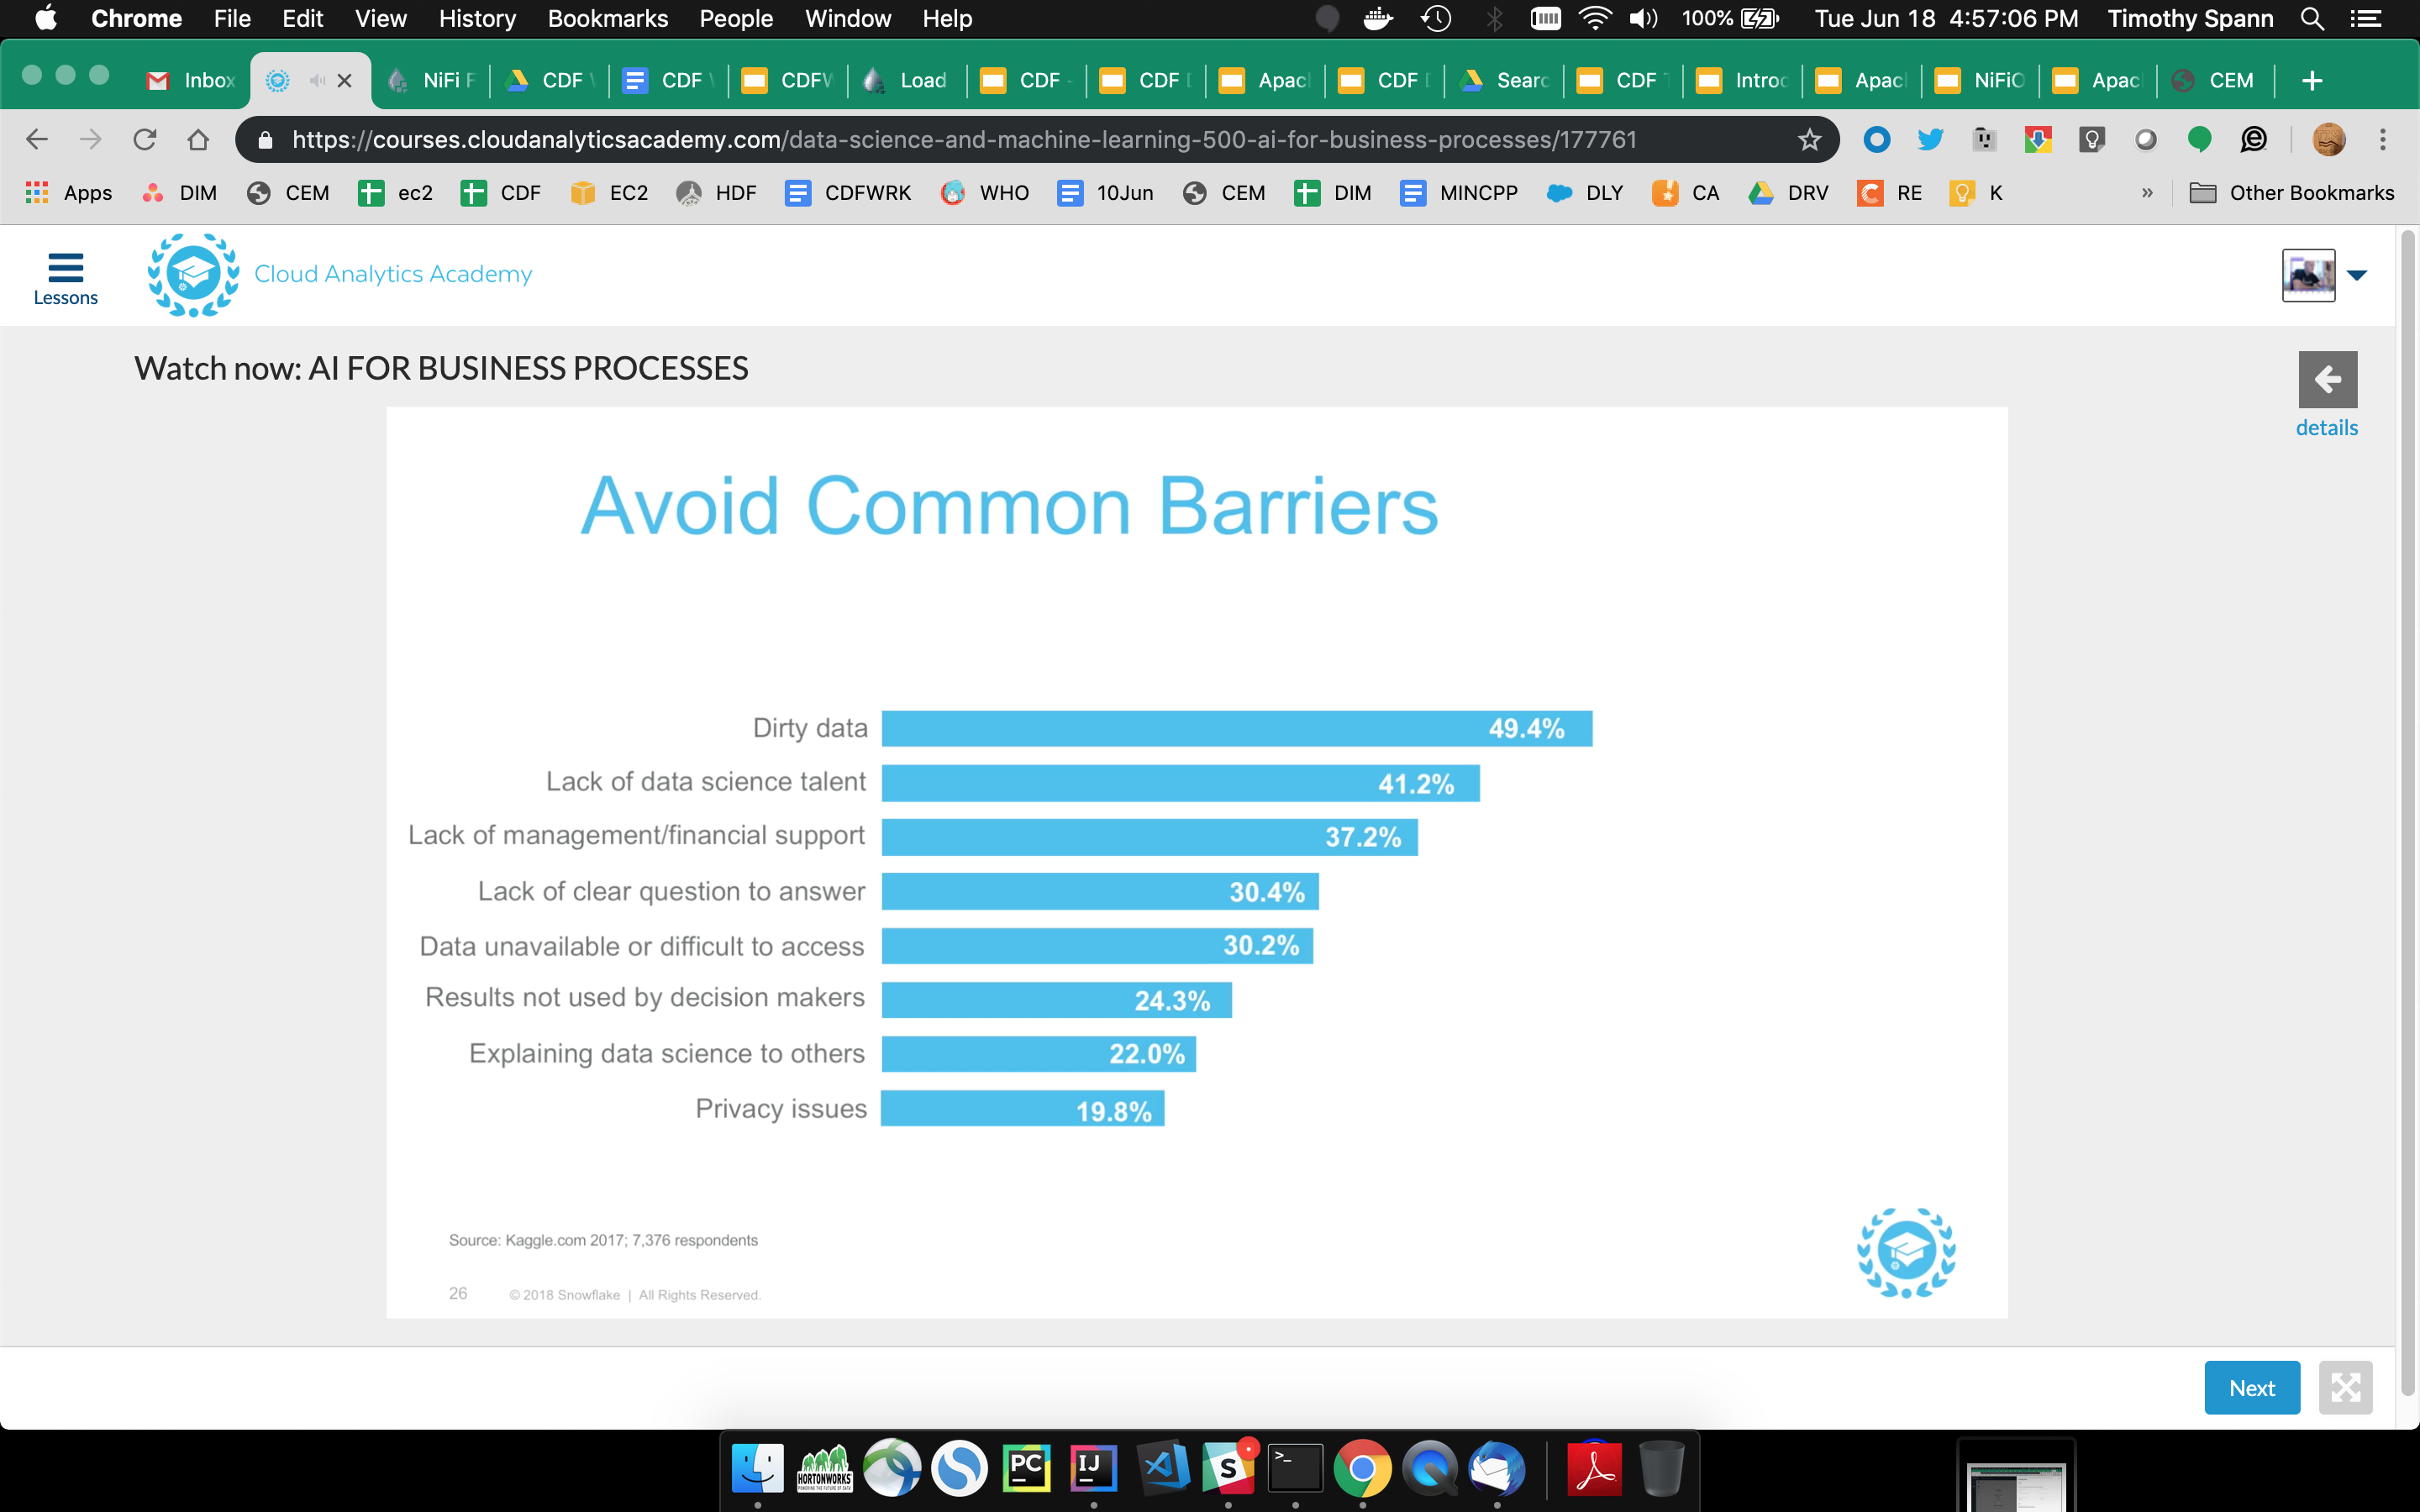 Chrome File Edit View History Bookmarks People Window Help 100% Tue Jun 18 4:57:06 PM Timothy Spann
Inbox NiFi F CDF CDF CDFW Load CDF - CDF Apac CDF Searc CDF Introd Apac NiFiO Apac CEM
https://courses.cloudanalyticsacademy.com/data-science-and-machine-learning-500-ai-for-business-processes/177761
Apps DIM CEM ec2 CDF EC2 HDF CDFWRK WHO 10Jun CEM DIM MINCPP DLY CA DRV RE K » Other Bookmarks
Lessons
Cloud Analytics Academy
Watch now: AI FOR BUSINESS PROCESSES
details
Avoid Common Barriers
Dirty data 49.4%
Lack of data science talent 41.2%
Lack of management/financial support 37.2%
Lack of clear question to answer 30.4%
Data unavailable or difficult to access 30.2%
Results not used by decision makers 24.3%
Explaining data science to others 22.0%
Privacy issues 19.8%
Source: Kaggle.com 2017; 7,376 respondents
26 © 2018 Snowflake | All Rights Reserved.
Next
HORTONWORKS PC IJ S